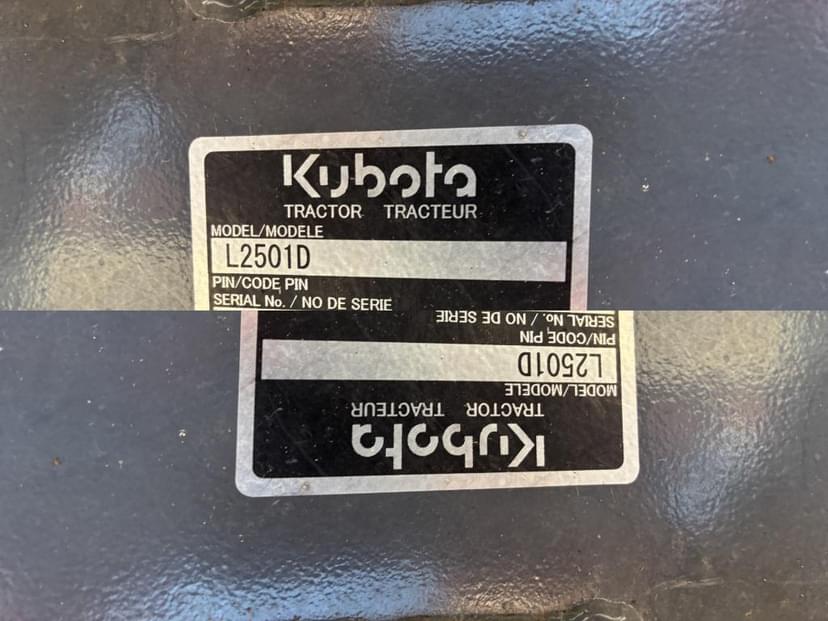 Kubota
TRACTOR TRACTEUR
MODEL/MODELE
L2501D
PIN/CODE PIN
SERIAL No. / NO DE SERIE
SERIAL No. / NO DE SERIE
PIN/CODE PIN
L2501D
MODEL/MODELE
TRACTOR TRACTEUR
Kubota